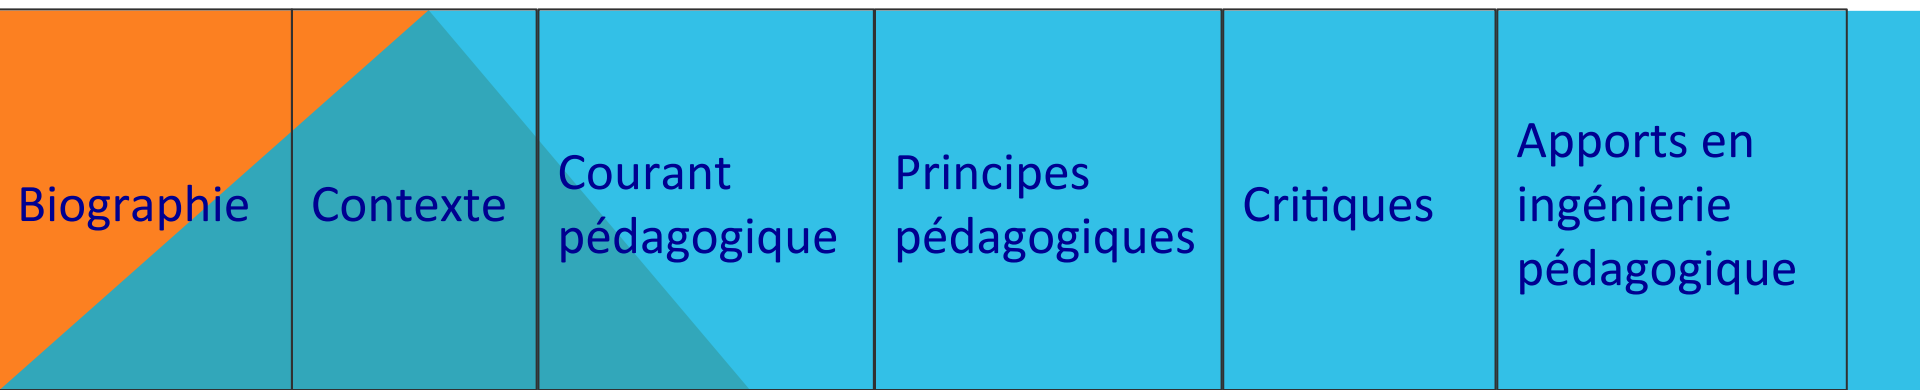 Biographie
Contexte
Courant
pédagogique
Principes
pédagogiques
Critiques
Apports en
ingénierie
pédagogique